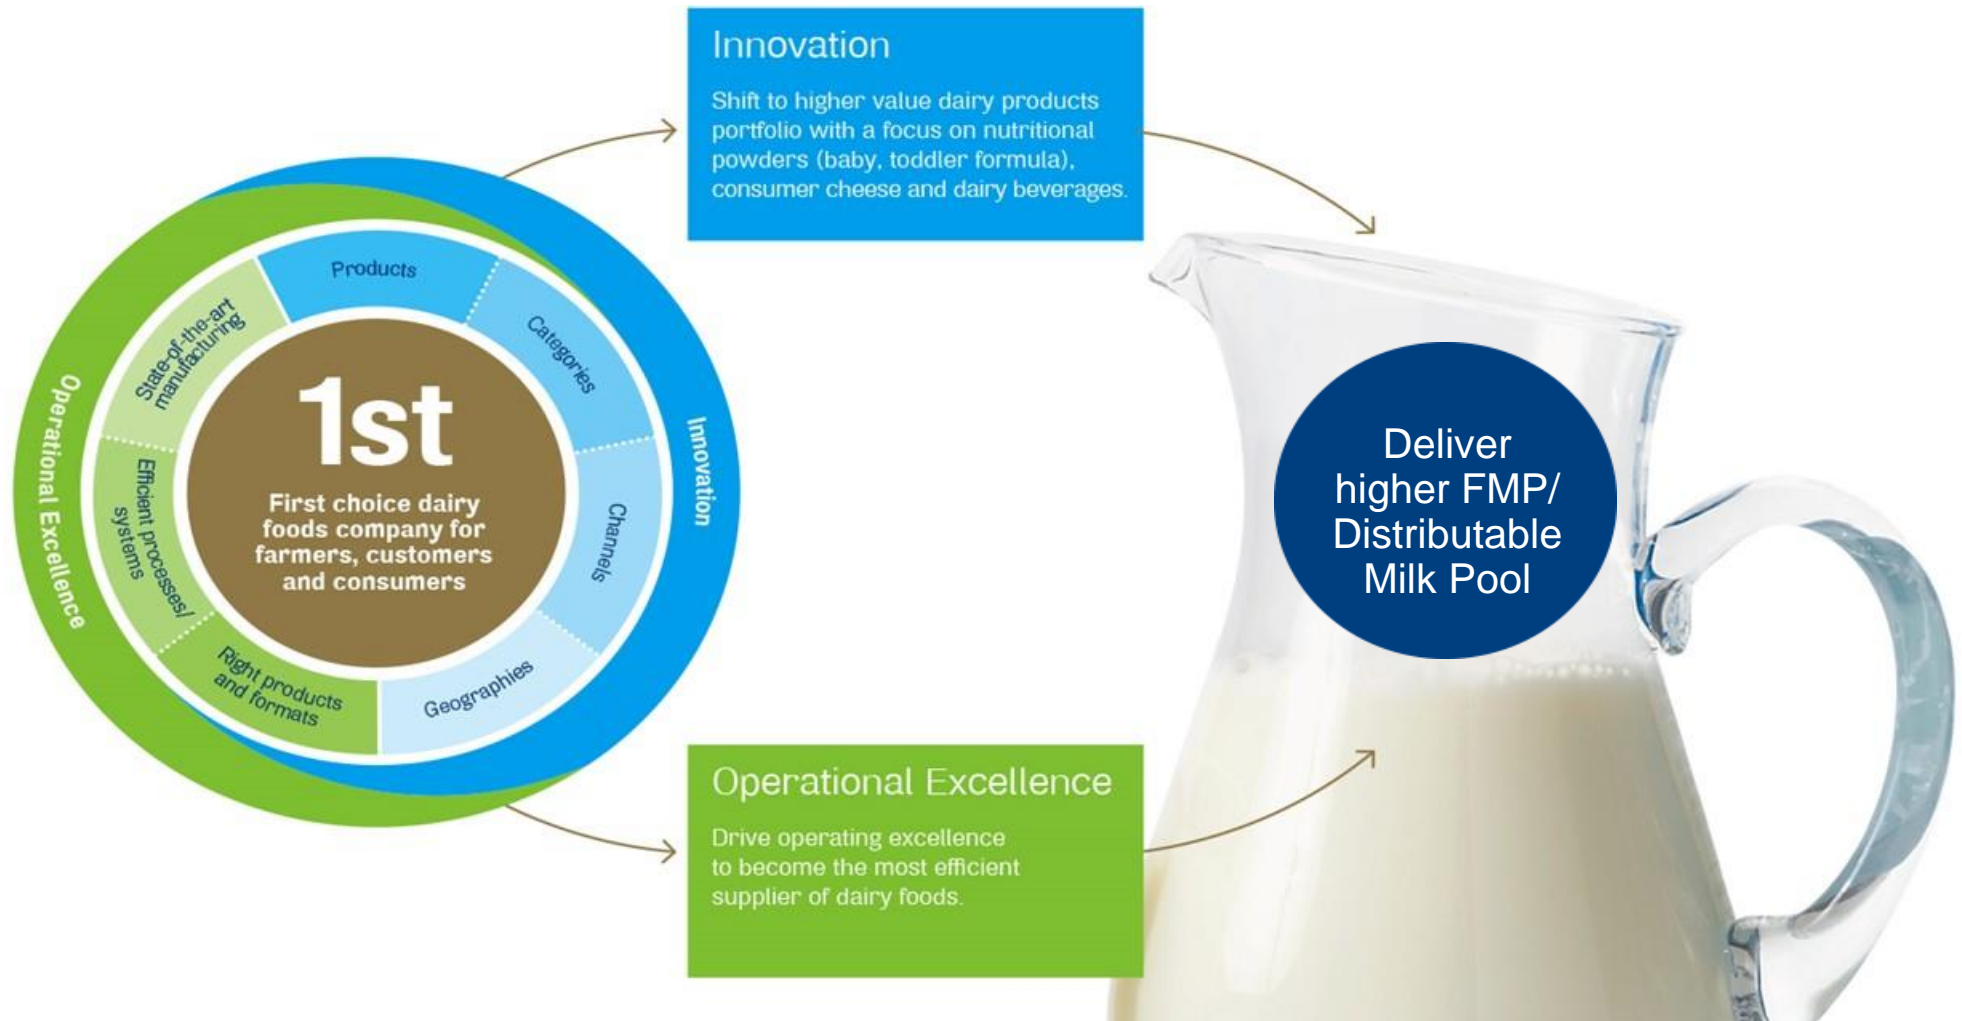 Innovation
Shift to higher value dairy products
portfolio with a focus on nutritional
powders (baby, toddler formula),
consumer cheese and dairy beverages.
Operational Excellence
State-of-the-art
manufacturing
Efficient processes/
systems
Right products
and formats
Products
Categories
Channels
Geographies
Innovation
1st
First choice dairy
foods company for
farmers, customers
and consumers
Deliver
higher FMP/
Distributable
Milk Pool
Operational Excellence
Drive operating excellence
to become the most efficient
supplier of dairy foods.